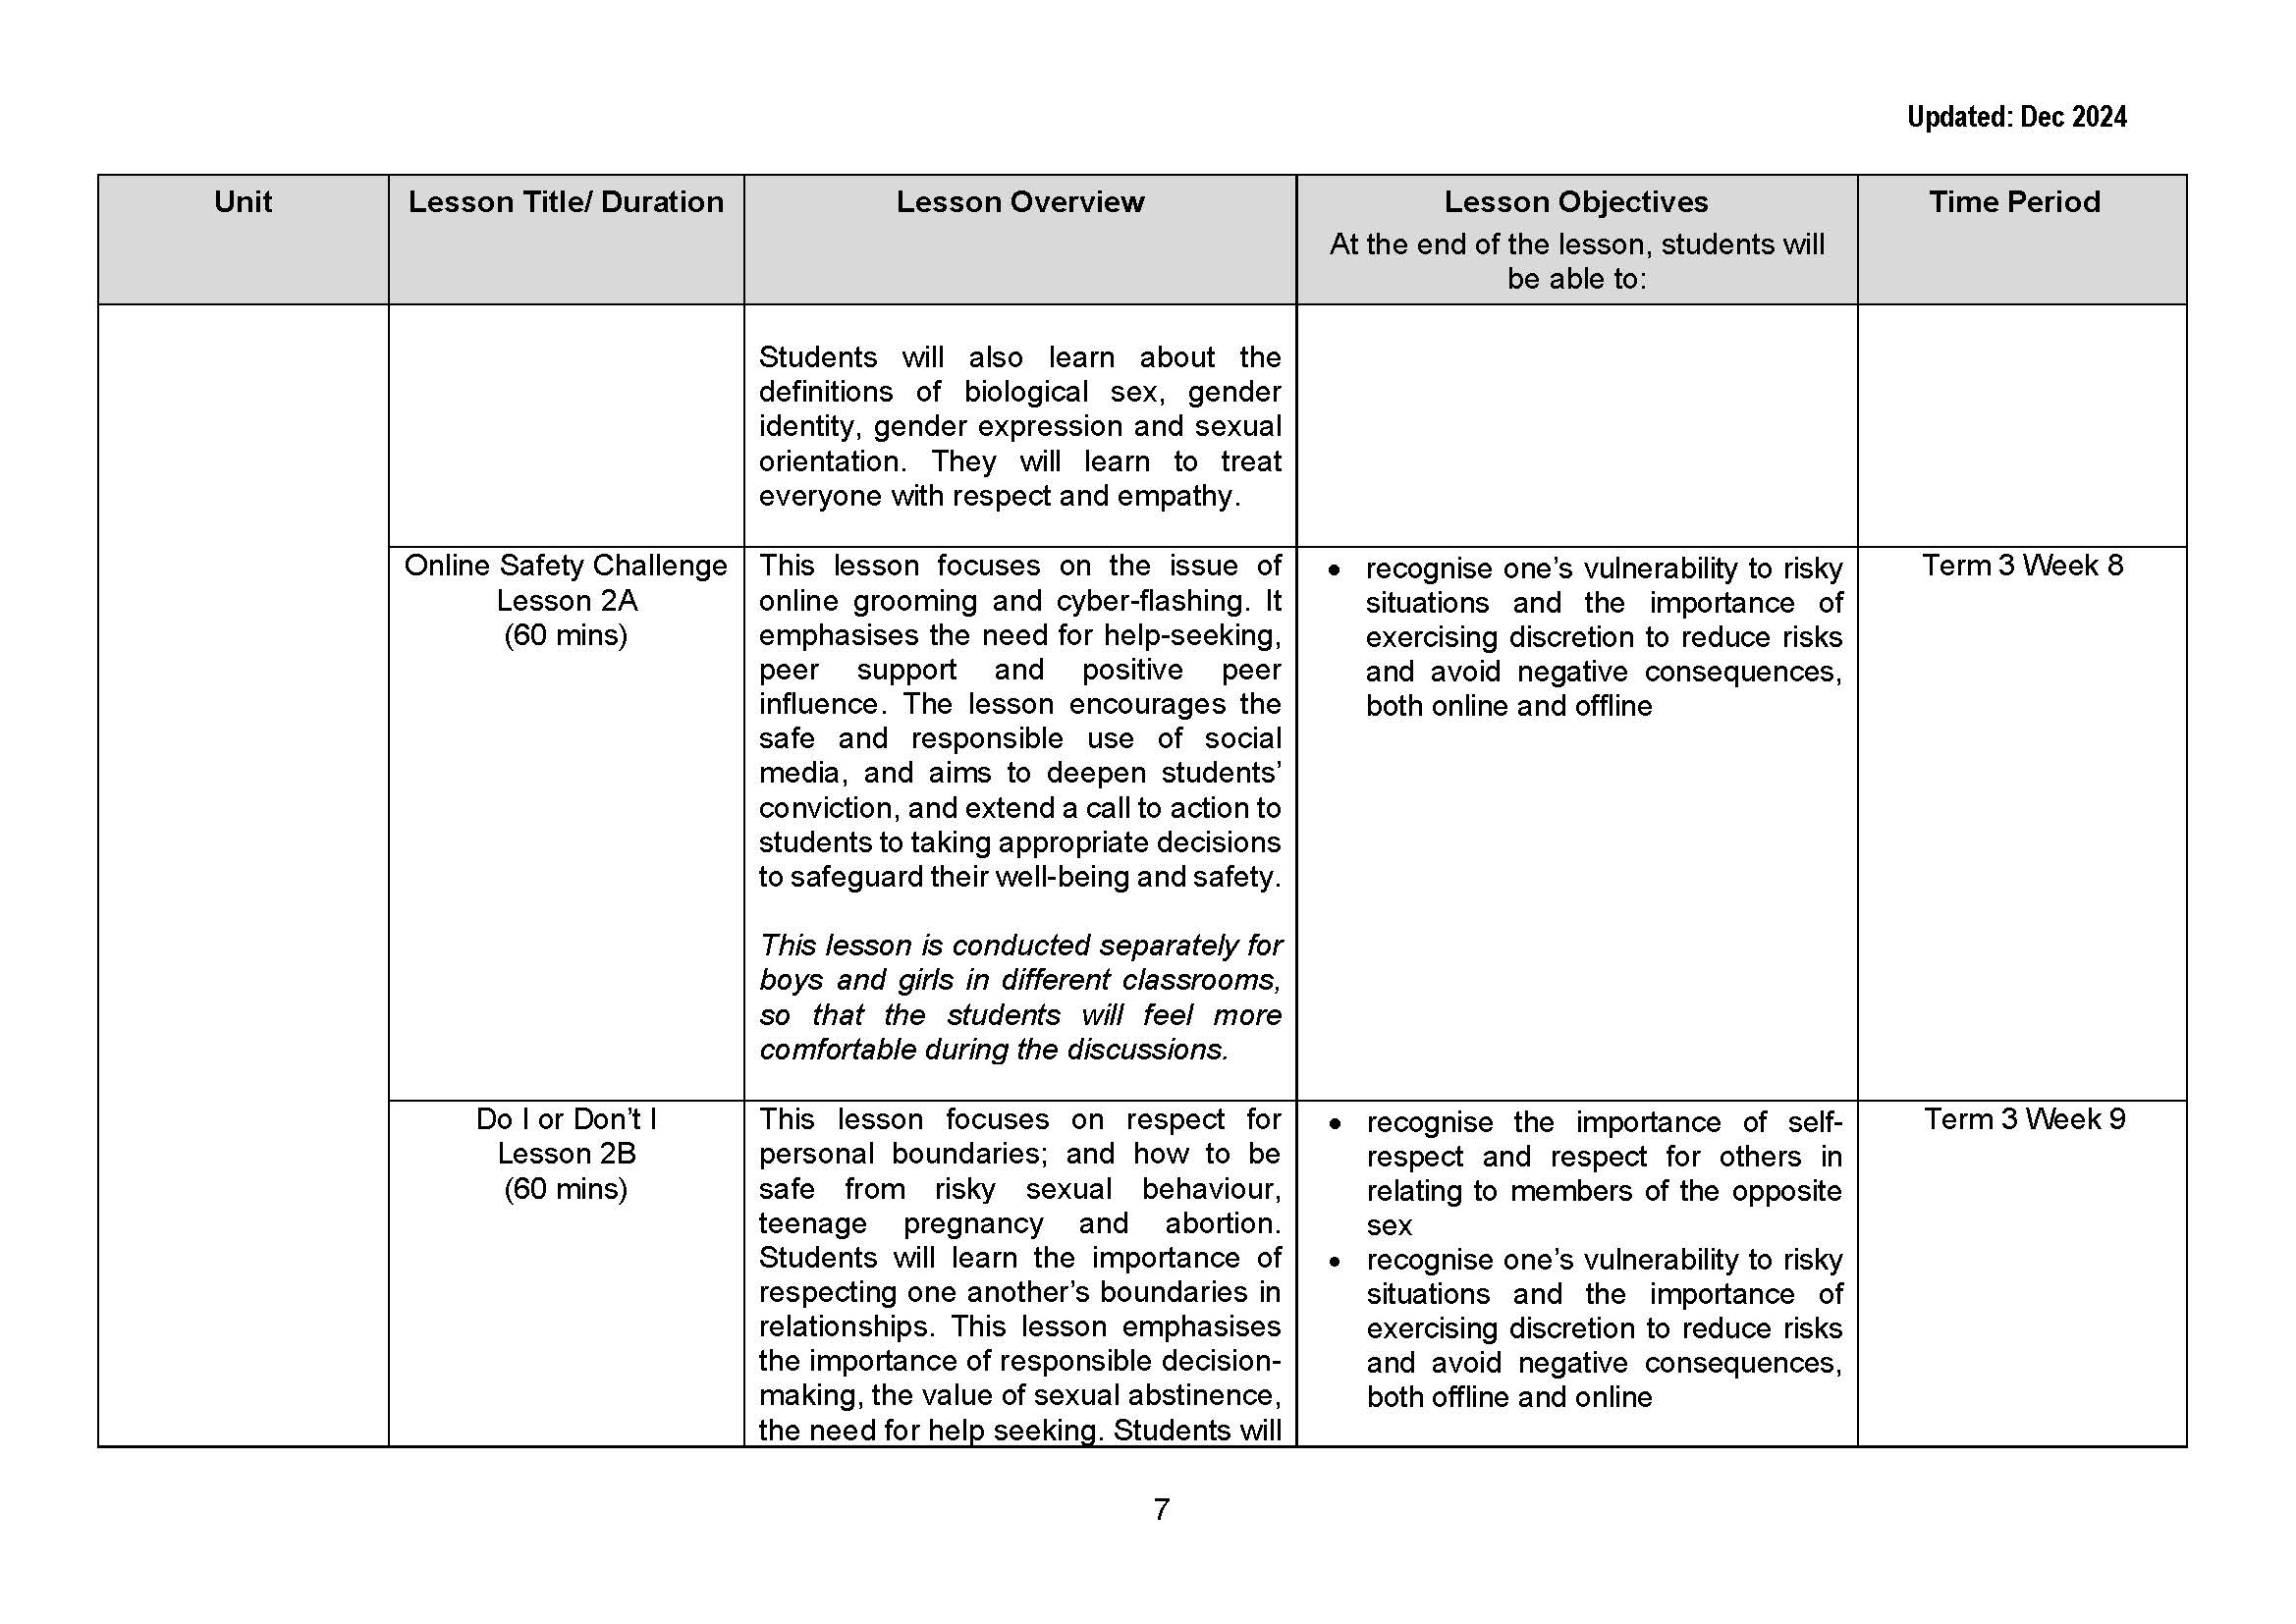 Updated: Dec 2024
Unit
Lesson Title/ Duration
Lesson Overview
Lesson Objectives
At the end of the lesson, students will
be able to:
Time Period
Students will also learn about the
definitions of biological sex, gender
identity, gender expression and sexual
orientation. They will learn to treat
everyone with respect and empathy.
Online Safety Challenge
Lesson 2A
(60 mins)
This lesson focuses on the issue of
online grooming and cyber-flashing. It
emphasises the need for help-seeking,
peer support and positive peer
influence. The lesson encourages the
safe and responsible use of social
media, and aims to deepen students’
conviction, and extend a call to action to
students to taking appropriate decisions
to safeguard their well-being and safety.
This lesson is conducted separately for
boys and girls in different classrooms,
so that the students will feel more
comfortable during the discussions.
• recognise one’s vulnerability to risky
situations and the importance of
exercising discretion to reduce risks
and avoid negative consequences,
both online and offline
Term 3 Week 8
Do I or Don’t I
Lesson 2B
(60 mins)
This lesson focuses on respect for
personal boundaries; and how to be
safe from risky sexual behaviour,
teenage pregnancy and abortion.
Students will learn the importance of
respecting one another’s boundaries in
relationships. This lesson emphasises
the importance of responsible decision-
making, the value of sexual abstinence,
the need for help seeking. Students will
• recognise the importance of self-
respect and respect for others in
relating to members of the opposite
sex
• recognise one’s vulnerability to risky
situations and the importance of
exercising discretion to reduce risks
and avoid negative consequences,
both offline and online
Term 3 Week 9
7